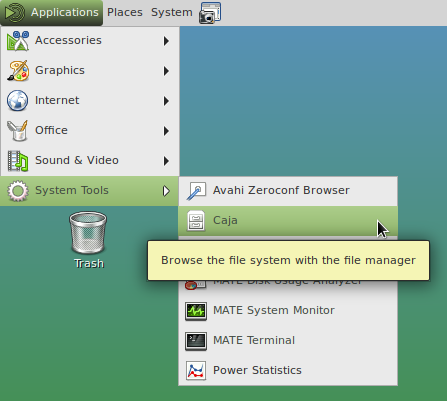 Applications Places System
Accessories
Graphics
Internet
Office
Sound & Video
System Tools
Avahi Zeroconf Browser
Caja
Trash
Browse the file system with the file manager
MATE Disk Usage Analyzer
MATE System Monitor
MATE Terminal
Power Statistics